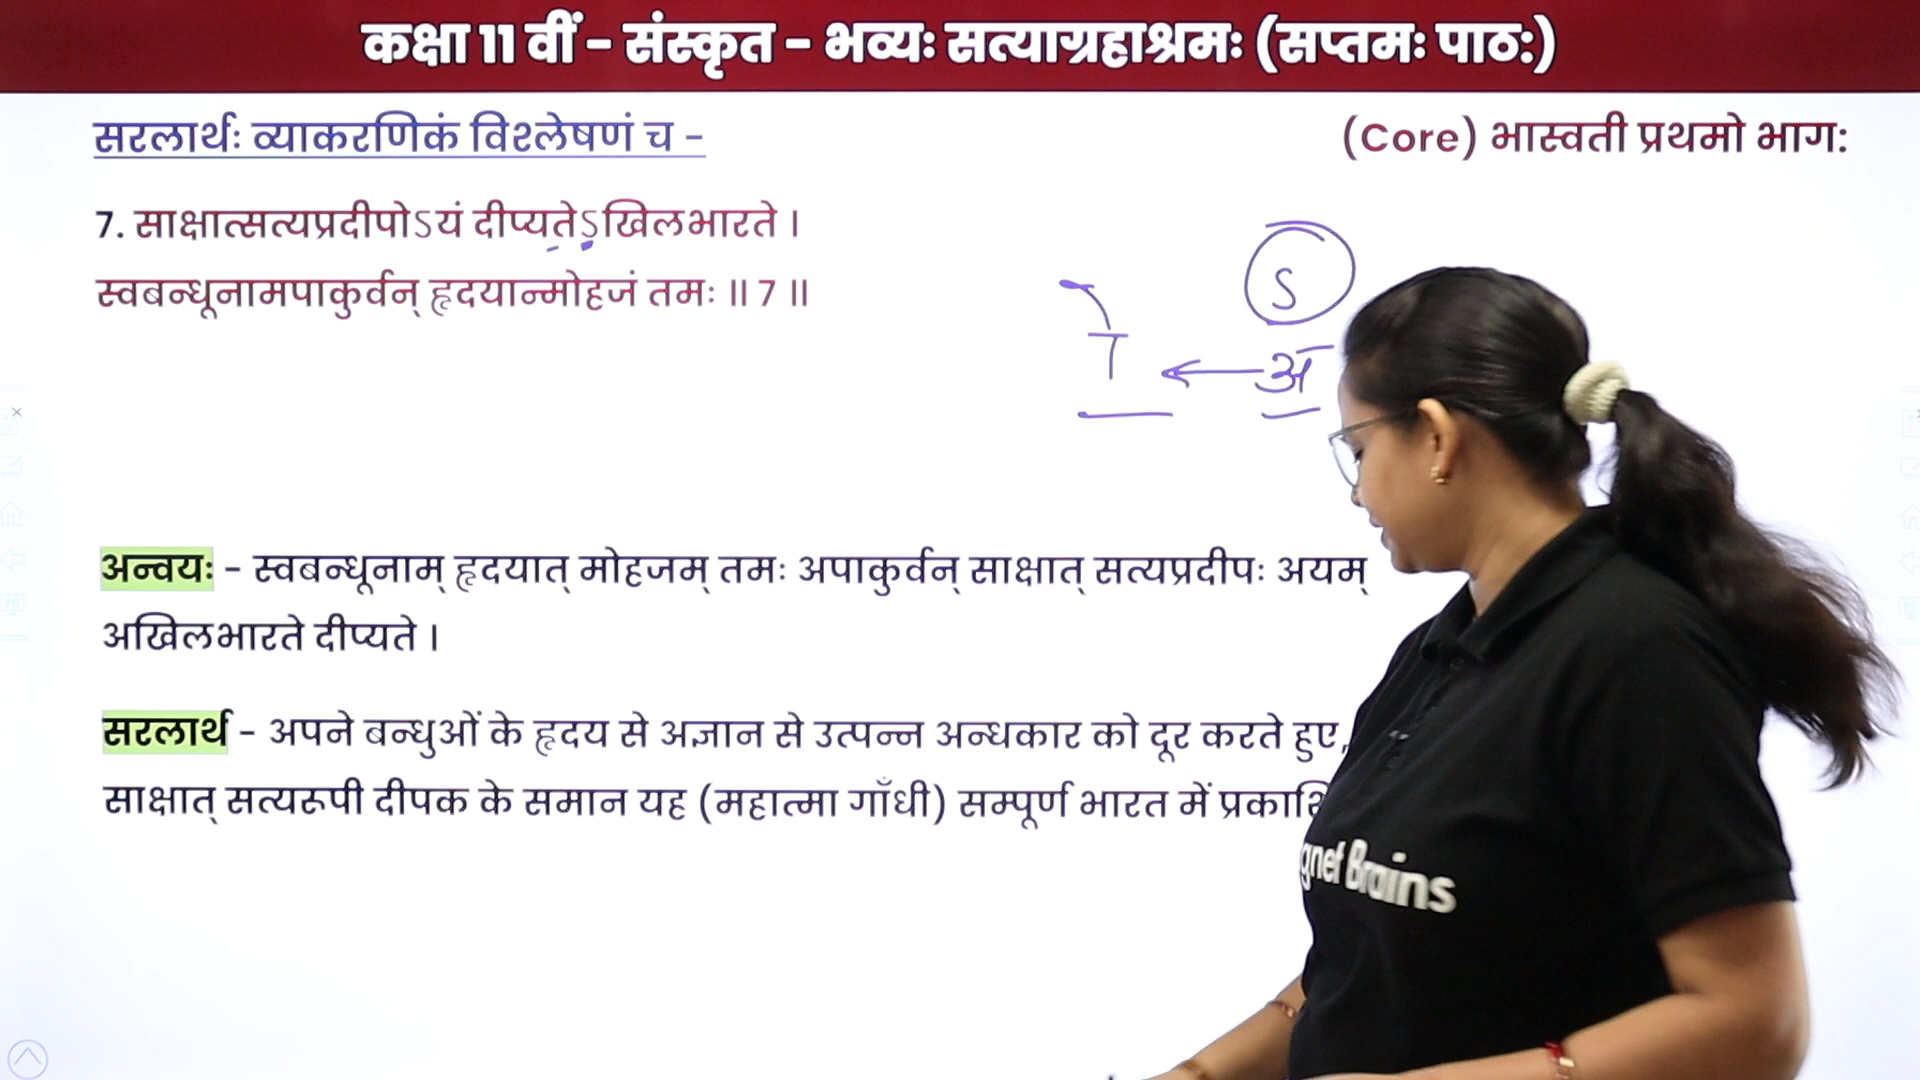 कक्षा 11 वीं - संस्कृत - भव्यः सत्याग्रहाश्रमः (सप्तमः पाठः)
सरलार्थः व्याकरणिकं विश्लेषणं च -
(Core) भास्वती प्रथमो भाग:
7. साक्षात्सत्यप्रदीपोऽयं दीप्यतेऽखिलभारते ।
स्वबन्धूनामपाकुर्वन् हृदयान्मोहजं तमः ॥ 7 ॥
ऽ
अ
अन्वयः - स्वबन्धूनाम् हृदयात् मोहजम् तमः अपाकुर्वन् साक्षात् सत्यप्रदीपः अयम्
अखिलभारते दीप्यते ।
सरलार्थ - अपने बन्धुओं के हृदय से अज्ञान से उत्पन्न अन्धकार को दूर करते हुए,
साक्षात् सत्यरूपी दीपक के समान यह (महात्मा गाँधी) सम्पूर्ण भारत में
gnet Brains